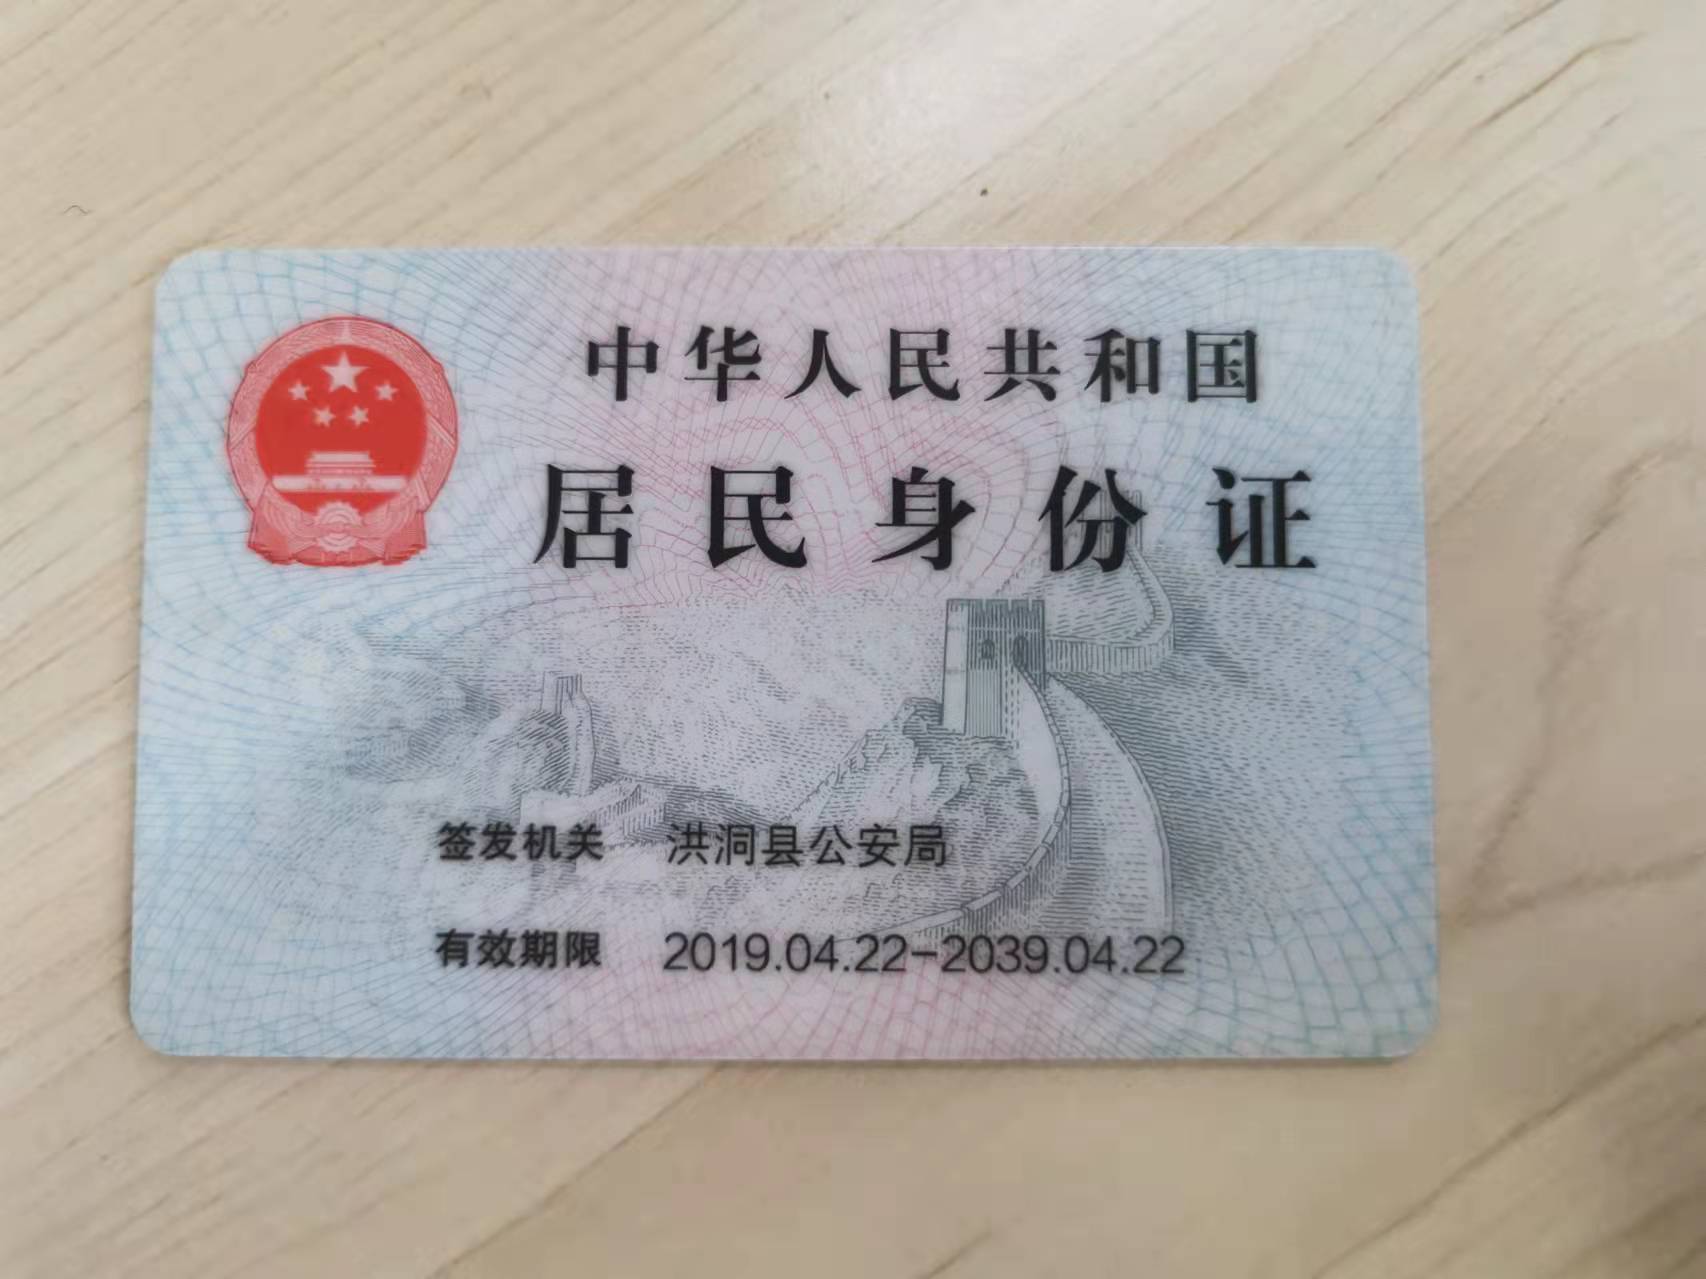 中华人民共和国
居民身份证
签发机关 洪洞县公安局
有效期限 2019.04.22-2039.04.22